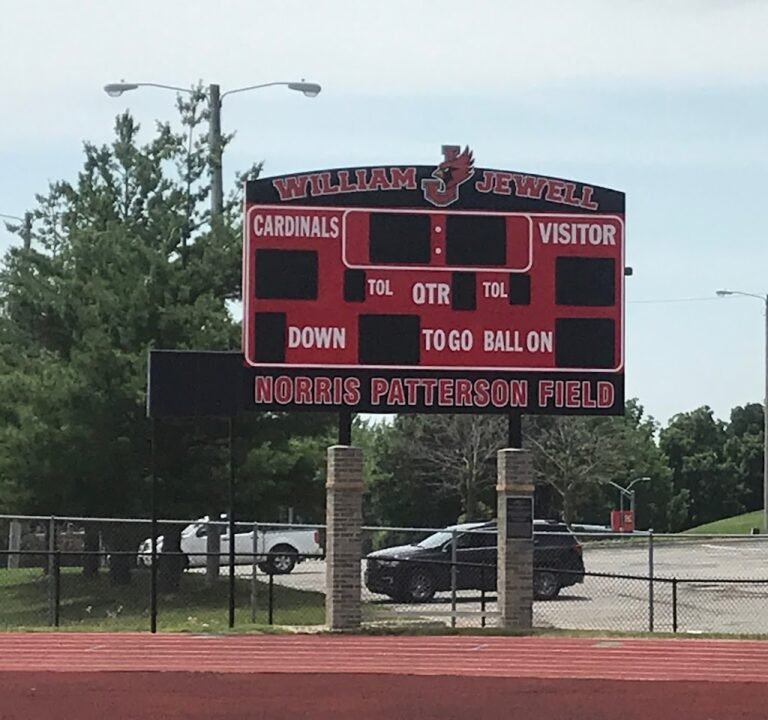 WILLIAM J JEWELL
CARDINALS VISITOR
TOL QTR TOL
DOWN TO GO BALL ON
NORRIS PATTERSON FIELD